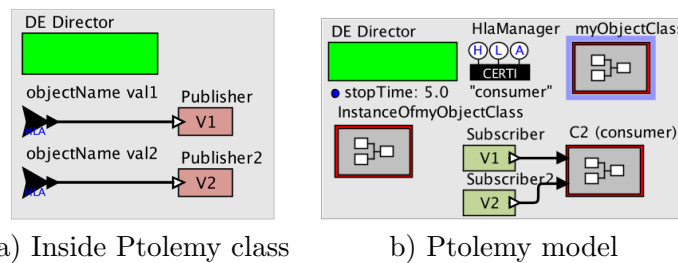 DE Director
objectName val1
Publisher
V1
HLA
objectName val2
Publisher2
V2
HLA
a) Inside Ptolemy class
DE Director
HlaManager
myObjectClass
H L A
CERTI
stopTime: 5.0
"consumer"
InstanceOfmyObjectClass
Subscriber
C2 (consumer)
V1
Subscriber2
V2
b) Ptolemy model